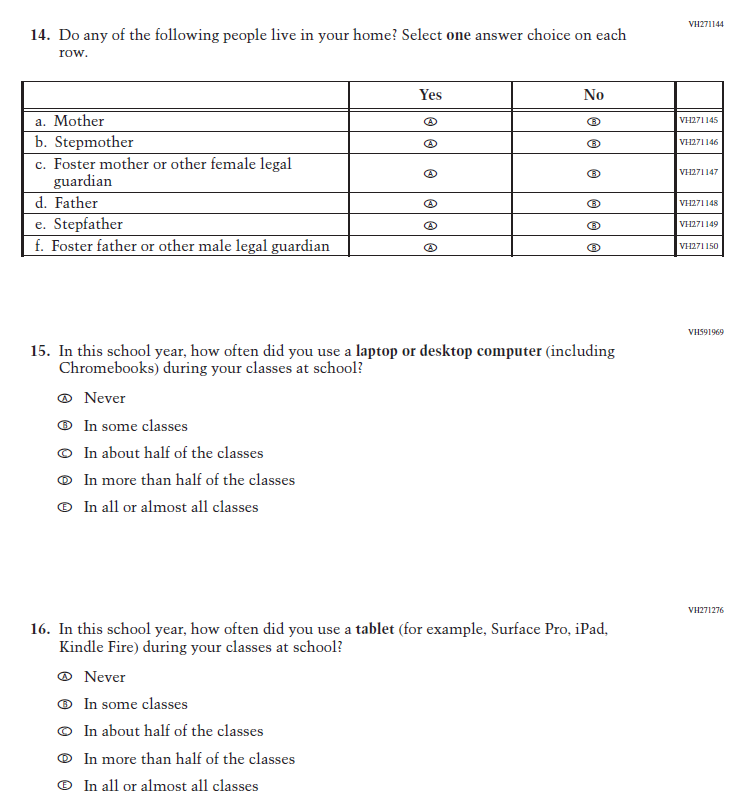 VH271144
14. Do any of the following people live in your home? Select one answer choice on each
row.
Yes No
a. Mother A B VH271145
b. Stepmother A B VH271146
c. Foster mother or other female legal
guardian A B VH271147
d. Father A B VH271148
e. Stepfather A B VH271149
f. Foster father or other male legal guardian A B VH271150
VH591969
15. In this school year, how often did you use a laptop or desktop computer (including
Chromebooks) during your classes at school?
A Never
B In some classes
C In about half of the classes
D In more than half of the classes
E In all or almost all classes
VH271276
16. In this school year, how often did you use a tablet (for example, Surface Pro, iPad,
Kindle Fire) during your classes at school?
A Never
B In some classes
C In about half of the classes
D In more than half of the classes
E In all or almost all classes